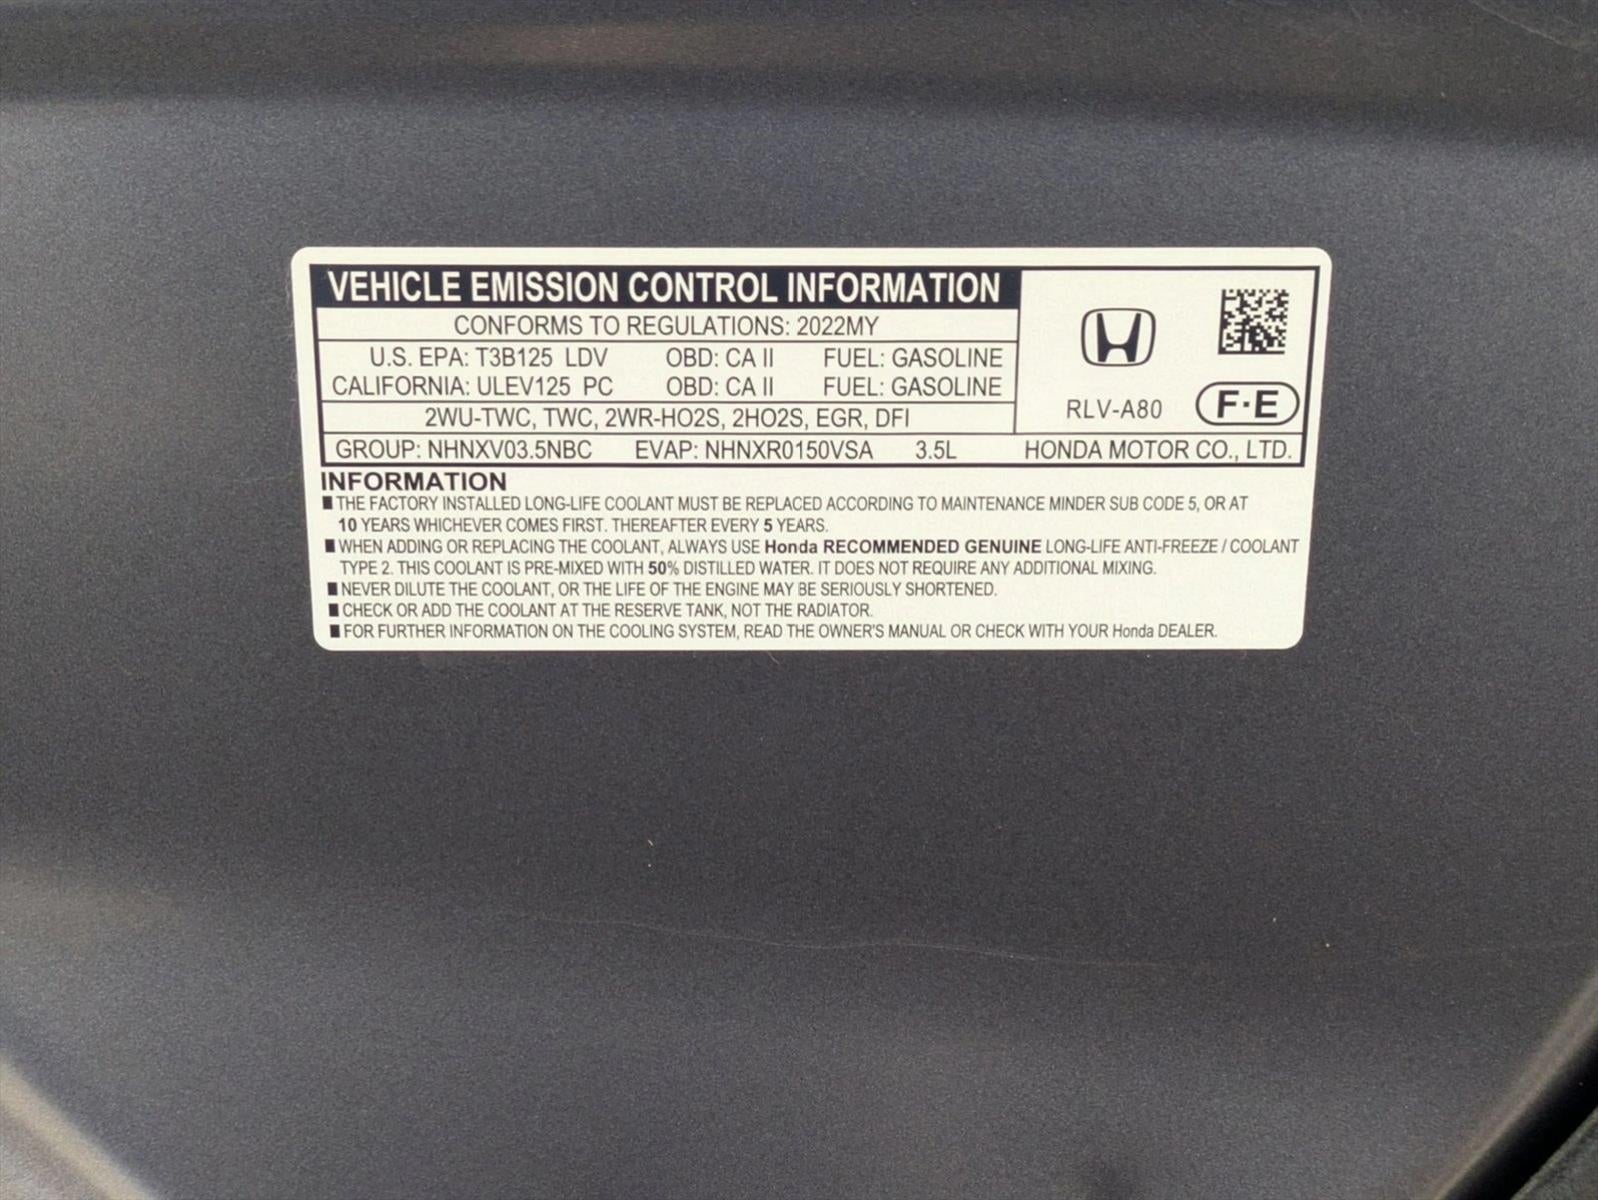 VEHICLE EMISSION CONTROL INFORMATION
CONFORMS TO REGULATIONS: 2022MY
U.S. EPA: T3B125 LDV OBD: CA II FUEL: GASOLINE
CALIFORNIA: ULEV125 PC OBD: CA II FUEL: GASOLINE
2WU-TWC, TWC, 2WR-HO2S, 2HO2S, EGR, DFI
RLV-A80 F·E
GROUP: NHNXV03.5NBC EVAP: NHNXR0150VSA 3.5L HONDA MOTOR CO., LTD.
INFORMATION
■ THE FACTORY INSTALLED LONG-LIFE COOLANT MUST BE REPLACED ACCORDING TO MAINTENANCE MINDER SUB CODE 5, OR AT
10 YEARS WHICHEVER COMES FIRST. THEREAFTER EVERY 5 YEARS.
■ WHEN ADDING OR REPLACING THE COOLANT, ALWAYS USE Honda RECOMMENDED GENUINE LONG-LIFE ANTI-FREEZE / COOLANT
TYPE 2. THIS COOLANT IS PRE-MIXED WITH 50% DISTILLED WATER. IT DOES NOT REQUIRE ANY ADDITIONAL MIXING.
■ NEVER DILUTE THE COOLANT, OR THE LIFE OF THE ENGINE MAY BE SERIOUSLY SHORTENED.
■ CHECK OR ADD THE COOLANT AT THE RESERVE TANK, NOT THE RADIATOR.
■ FOR FURTHER INFORMATION ON THE COOLING SYSTEM, READ THE OWNER'S MANUAL OR CHECK WITH YOUR Honda DEALER.